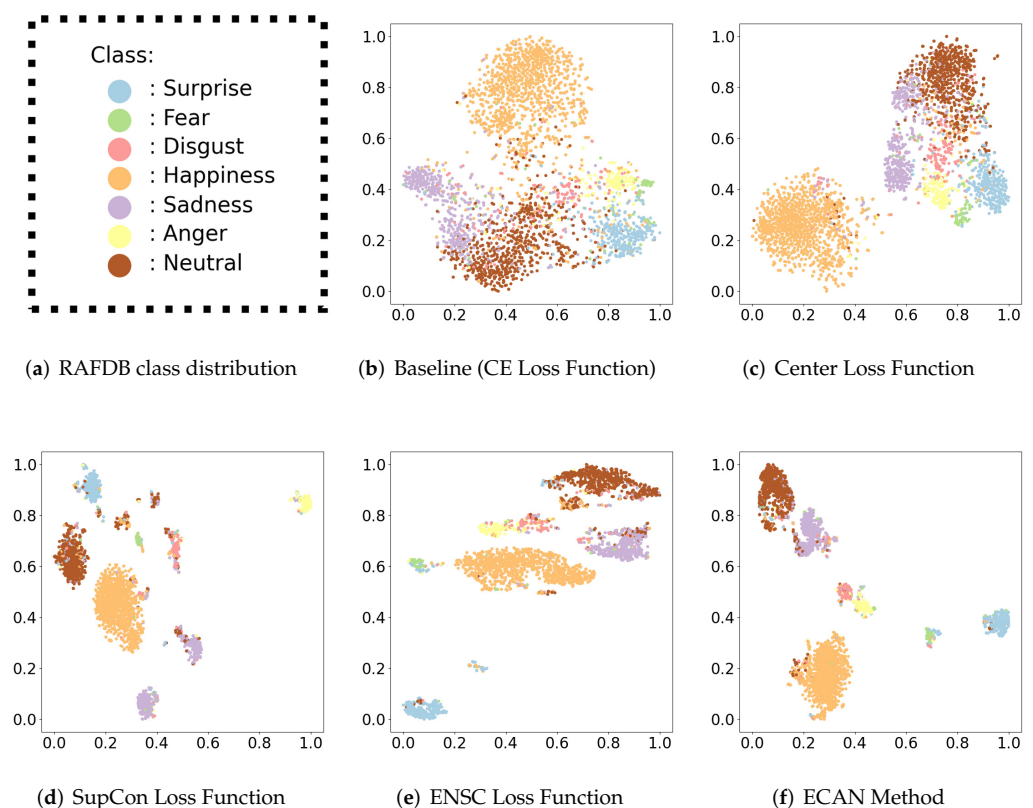 Class:
: Surprise
: Fear
: Disgust
: Happiness
: Sadness
: Anger
: Neutral
(a) RAFDB class distribution
1.0
0.8
0.6
0.4
0.2
0.0
0.0 0.2 0.4 0.6 0.8 1.0
(b) Baseline (CE Loss Function)
1.0
0.8
0.6
0.4
0.2
0.0
0.0 0.2 0.4 0.6 0.8 1.0
(c) Center Loss Function
1.0
0.8
0.6
0.4
0.2
0.0
0.0 0.2 0.4 0.6 0.8 1.0
(d) SupCon Loss Function
1.0
0.8
0.6
0.4
0.2
0.0
0.0 0.2 0.4 0.6 0.8 1.0
(e) ENSC Loss Function
1.0
0.8
0.6
0.4
0.2
0.0
0.0 0.2 0.4 0.6 0.8 1.0
(f) ECAN Method